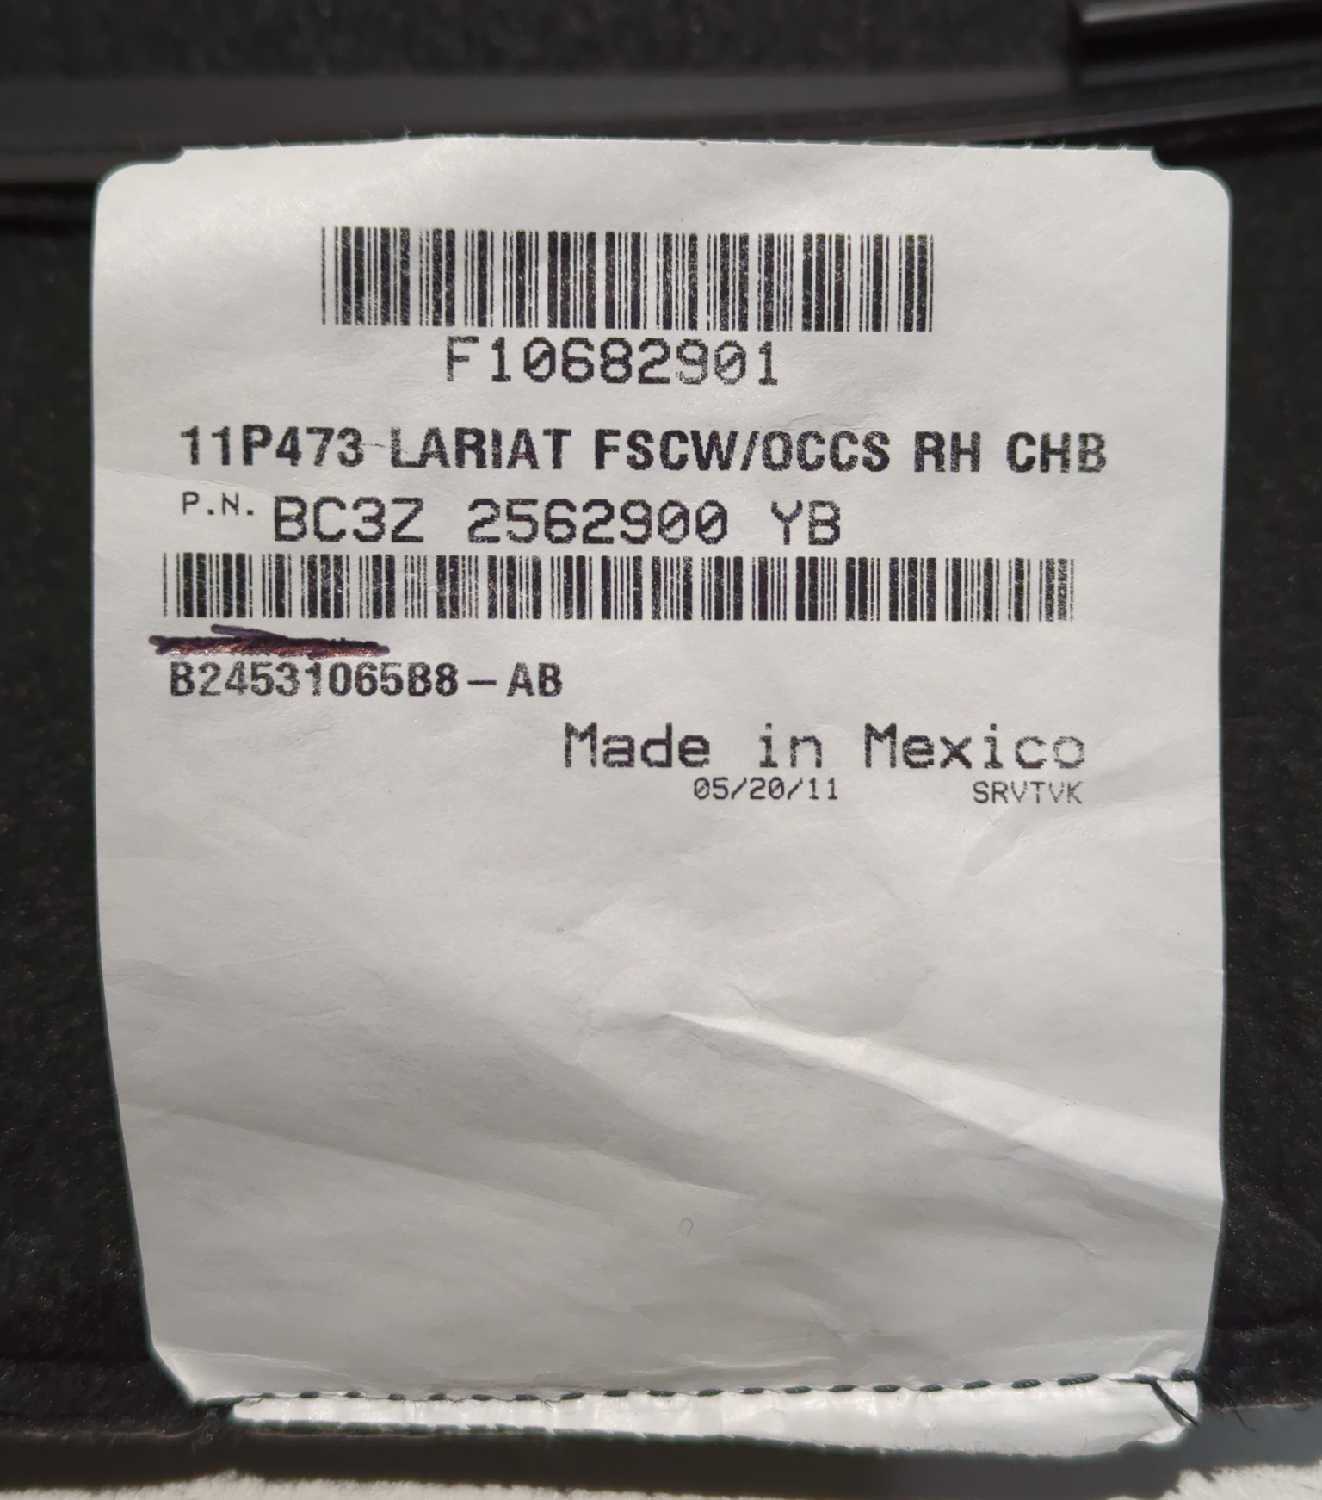 F10682901
11P473 LARIAT FSCW/OCCS RH CHB
P.N. BC3Z 2562900 YB
B24531065B8-AB
Made in Mexico
05/20/11 SRVTVK